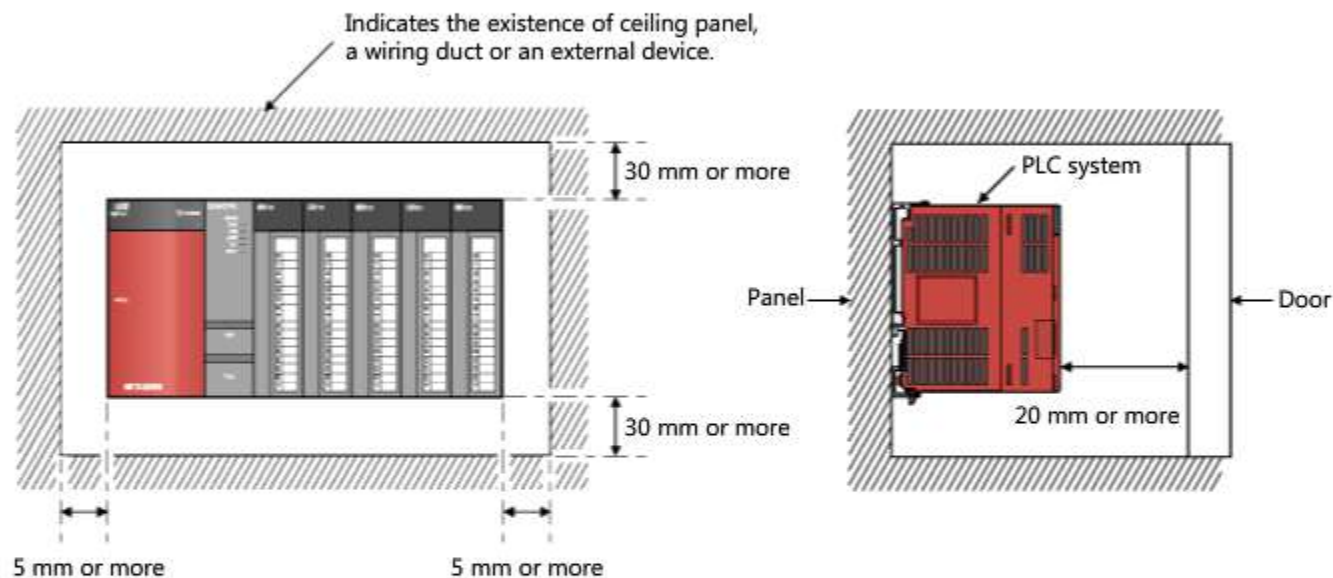 Indicates the existence of ceiling panel,
a wiring duct or an external device.
30 mm or more
30 mm or more
5 mm or more
5 mm or more
PLC system
Panel
Door
20 mm or more